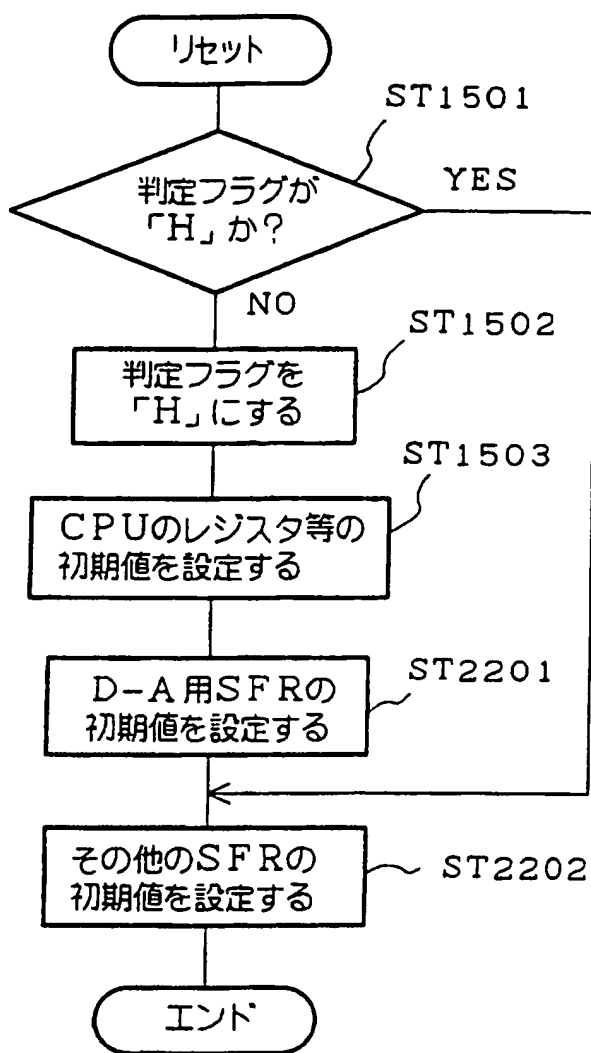 リセット
ST1501
判定フラグが
「H」か?
YES
NO
ST1502
判定フラグを
「H」にする
ST1503
CPUのレジスタ等の
初期値を設定する
ST2201
D-A用SFRの
初期値を設定する
その他のSFRの
初期値を設定する
ST2202
エンド